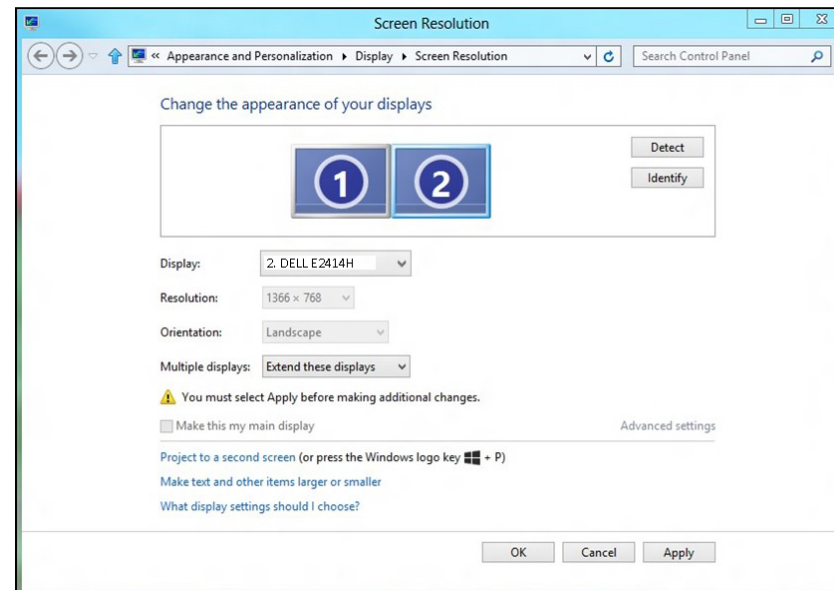 Screen Resolution
« Appearance and Personalization Display Screen Resolution Search Control Panel
Change the appearance of your displays
1 2
Detect
Identify
Display: 2. DELL E2414H
Resolution: 1366 × 768
Orientation: Landscape
Multiple displays: Extend these displays
You must select Apply before making additional changes.
Make this my main display Advanced settings
Project to a second screen (or press the Windows logo key + P)
Make text and other items larger or smaller
What display settings should I choose?
OK Cancel Apply